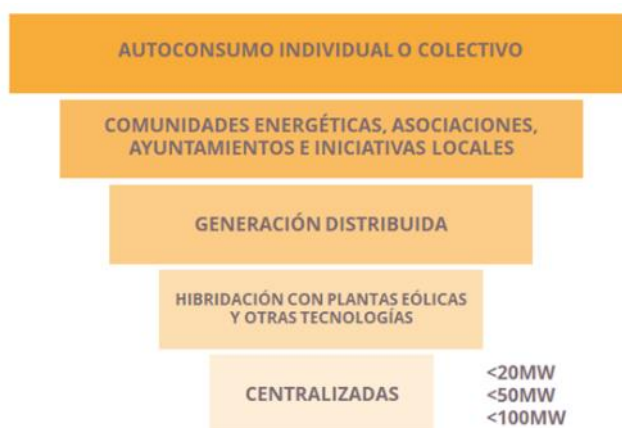 AUTOCONSUMO INDIVIDUAL O COLECTIVO
COMUNIDADES ENERGÉTICAS, ASOCIACIONES,
AYUNTAMIENTOS E INICIATIVAS LOCALES
GENERACIÓN DISTRIBUIDA
HIBRIDACIÓN CON PLANTAS EÓLICAS
Y OTRAS TECNOLOGÍAS
CENTRALIZADAS
<20MW
<50MW
<100MW